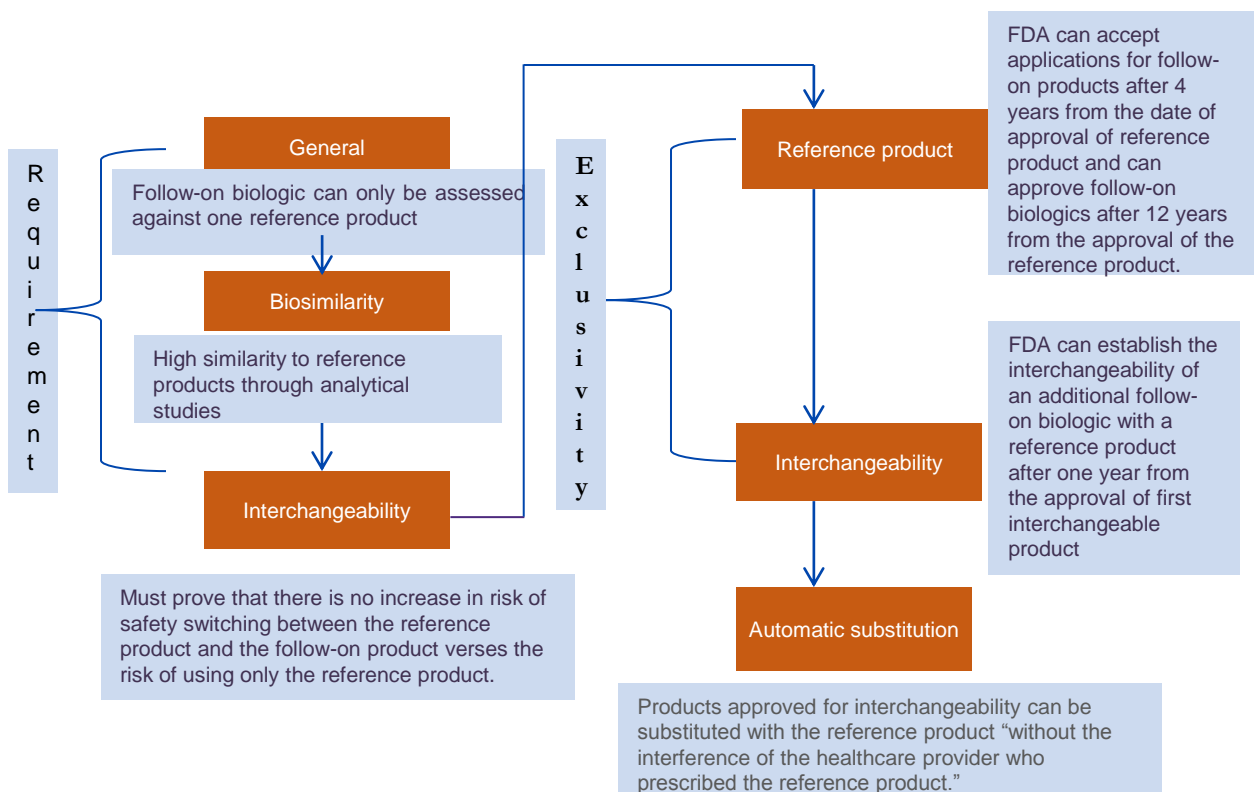 Requirement
General
Follow-on biologic can only be assessed
against one reference product
Biosimilarity
High similarity to reference
products through analytical
studies
Interchangeability
Must prove that there is no increase in risk of
safety switching between the reference
product and the follow-on product verses the
risk of using only the reference product.
Exclusivity
Reference product
FDA can accept
applications for follow-
on products after 4
years from the date of
approval of reference
product and can
approve follow-on
biologics after 12 years
from the approval of the
reference product.
Interchangeability
FDA can establish the
interchangeability of
an additional follow-
on biologic with a
reference product
after one year from
the approval of first
interchangeable
product
Automatic substitution
Products approved for interchangeability can be
substituted with the reference product “without the
interference of the healthcare provider who
prescribed the reference product.”